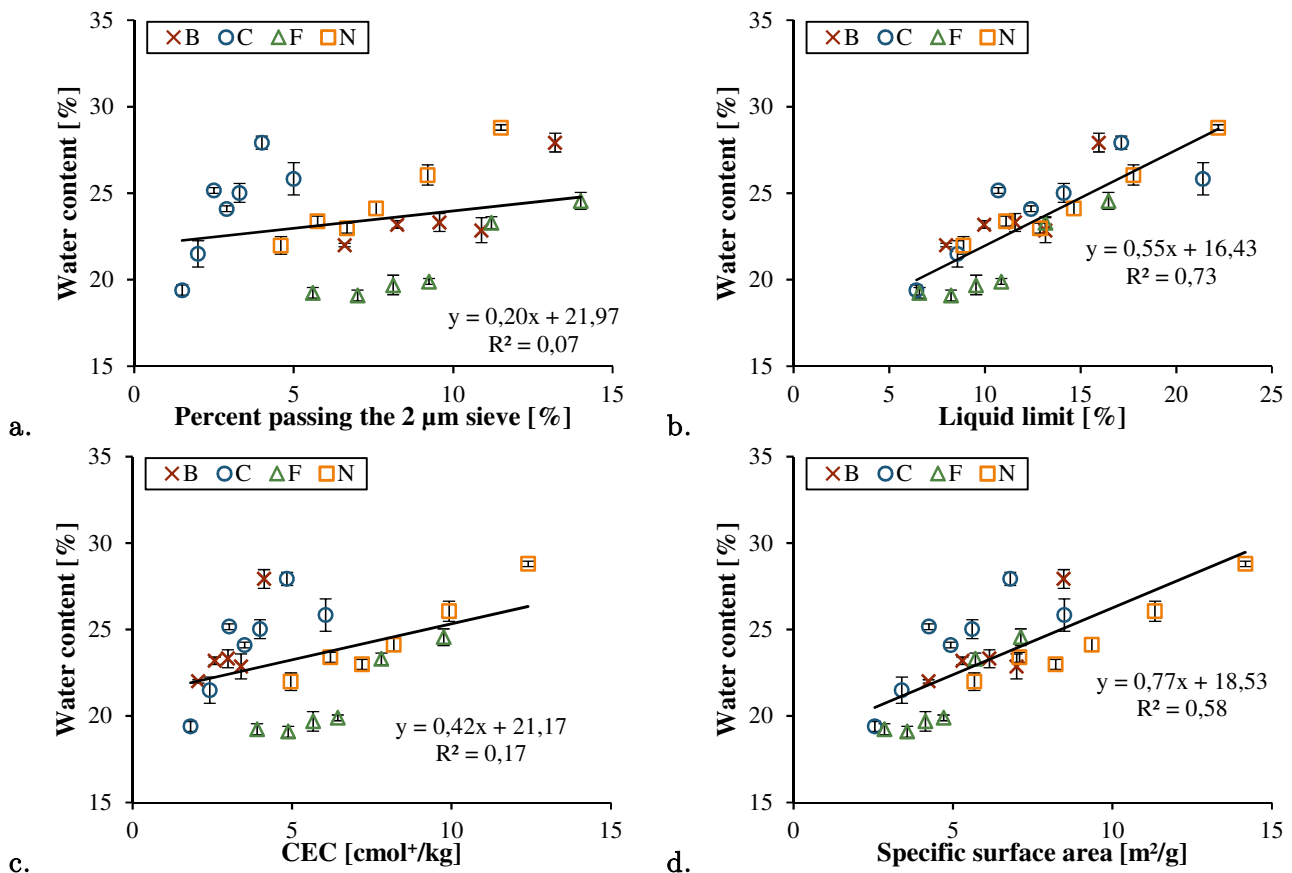 B C F N
35
30
25
20
15
0 5 10 15
Water content [%]
y = 0,20x + 21,97
R² = 0,07
Percent passing the 2 µm sieve [%]
a.
B C F N
35
30
25
20
15
0 5 10 15 20 25
Water content [%]
y = 0,55x + 16,43
R² = 0,73
Liquid limit [%]
b.
B C F N
35
30
25
20
15
0 5 10 15
Water content [%]
y = 0,42x + 21,17
R² = 0,17
CEC [cmol⁺/kg]
c.
B C F N
35
30
25
20
15
0 5 10 15
Water content [%]
y = 0,77x + 18,53
R² = 0,58
Specific surface area [m²/g]
d.